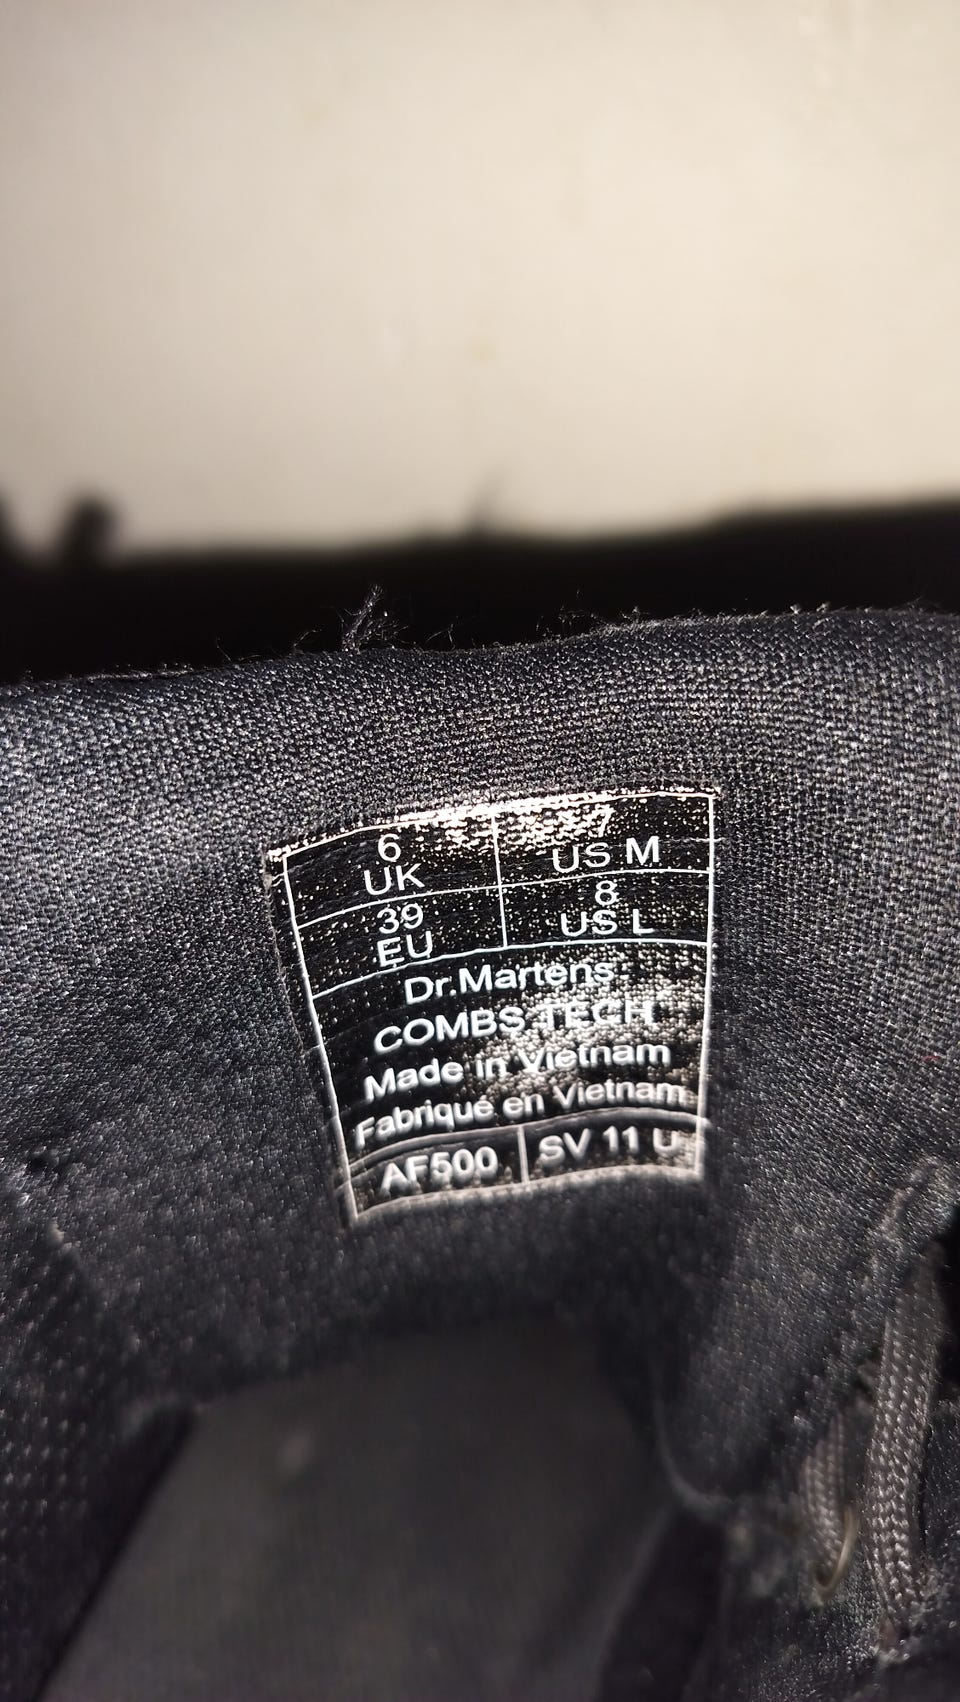 6 7
UK US M
39 8
EU US L
Dr.Martens
COMBS TECH
Made in Vietnam
Fabriqué en Vietnam
AF500 SV 11 U